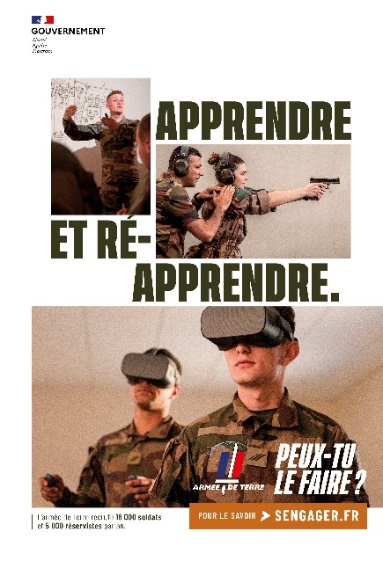 GOUVERNEMENT
APPRENDRE
ET RÉ-
APPRENDRE.
ARMÉE DE TERRE
PEUX-TU
LE FAIRE ?
POUR LE SAVOIR > SENGAGER.FR
L'armée de Terre recrute 16 000 soldats
et 5 000 réservistes par an.